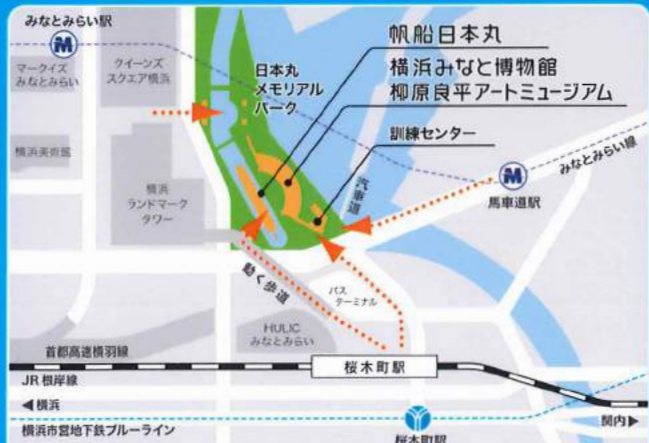 みなとみらい駅
マークイズ
みなとみらい
クイーンズ
スクエア横浜
横浜美術館
横浜
ランドマーク
タワー
日本丸
メモリアル
パーク
帆船日本丸
横浜みなと博物館
柳原良平アートミュージアム
訓練センター
汽車道
みなとみらい線
馬車道駅
動く歩道
バス
ターミナル
HULIC
みなとみらい
首都高速横羽線
桜木町駅
JR根岸線
◀横浜
関内▶
横浜市営地下鉄ブルーライン
桜木町駅